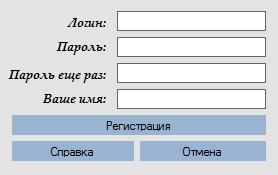 Логин:
Пароль:
Пароль еще раз:
Ваше имя:
Регистрация
Справка Отмена